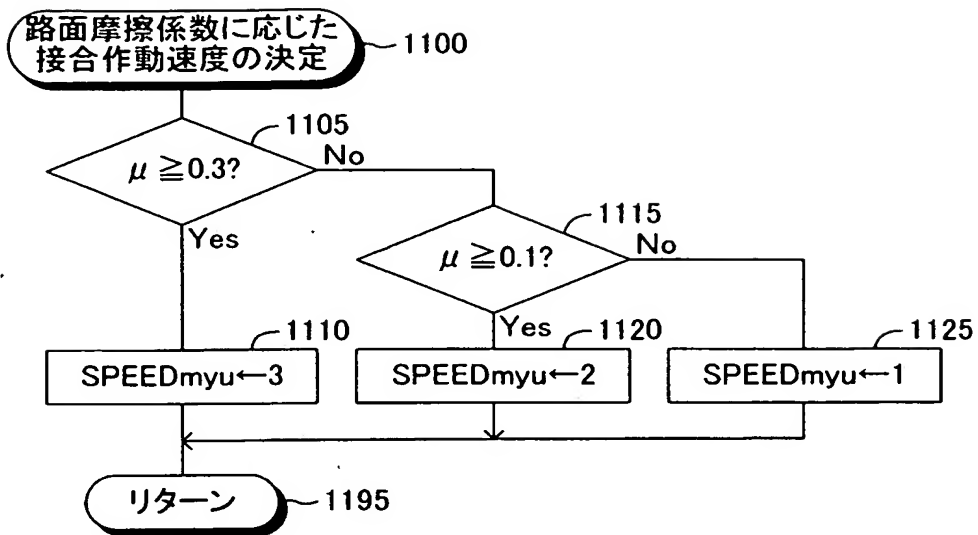 路面摩擦係数に応じた
接合作動速度の決定
1100
1105
μ≧0.3?
No
Yes
1115
μ≧0.1?
No
Yes
1110
SPEEDmyu←3
1120
SPEEDmyu←2
1125
SPEEDmyu←1
リターン
1195